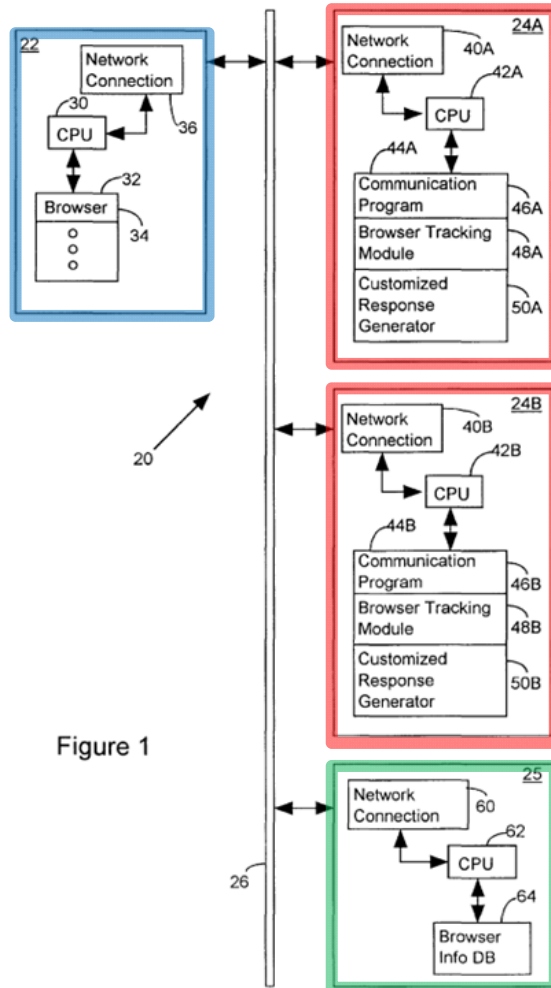 22
Network
Connection
36
30
CPU
32
Browser
34
24A
Network
Connection
40A
42A
CPU
44A
Communication
Program
46A
Browser Tracking
Module
48A
Customized
Response
Generator
50A
24B
Network
Connection
40B
42B
CPU
44B
Communication
Program
46B
Browser Tracking
Module
48B
Customized
Response
Generator
50B
20
Figure 1
26
25
Network
Connection
60
62
CPU
64
Browser
Info DB